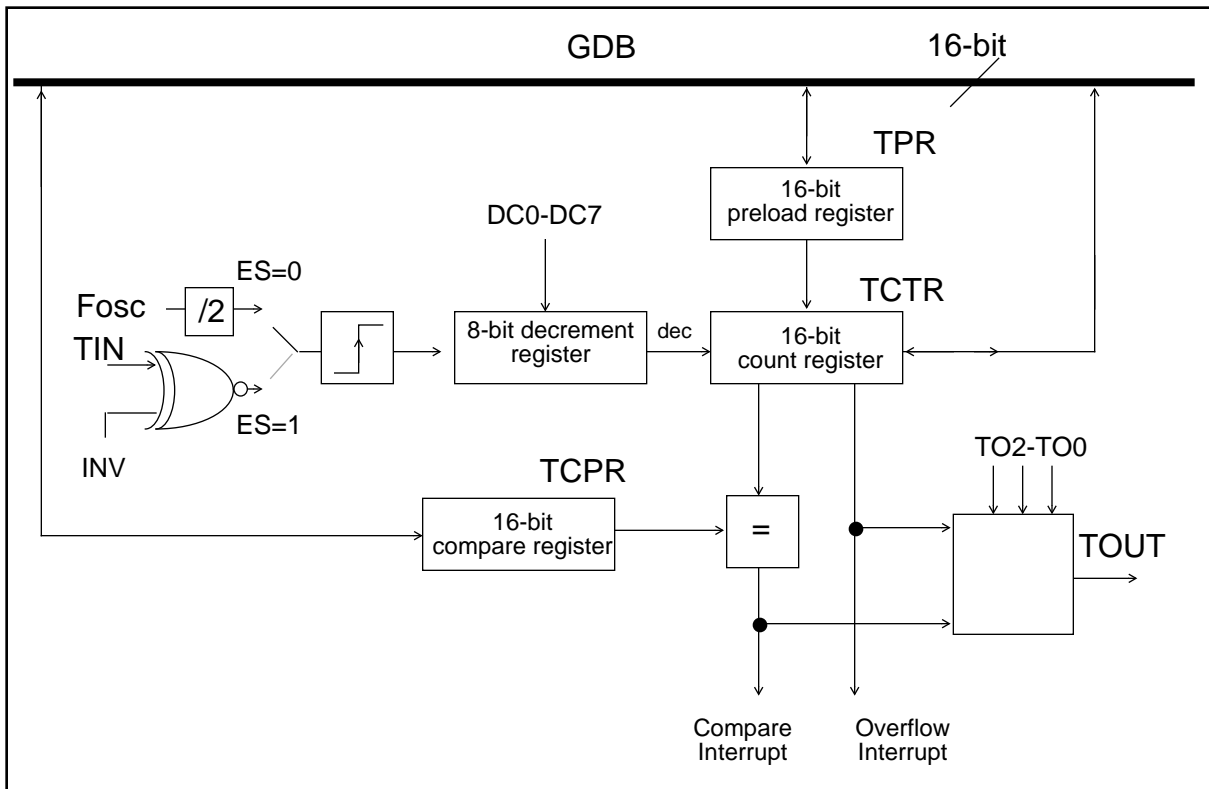 GDB
16-bit
TPR
16-bit
preload register
DC0-DC7
ES=0
TCTR
Fosc
/2
8-bit decrement
register
dec
16-bit
count register
TIN
ES=1
INV
TCPR
TO2-TO0
16-bit
compare register
=
TOUT
Compare
Interrupt
Overflow
Interrupt